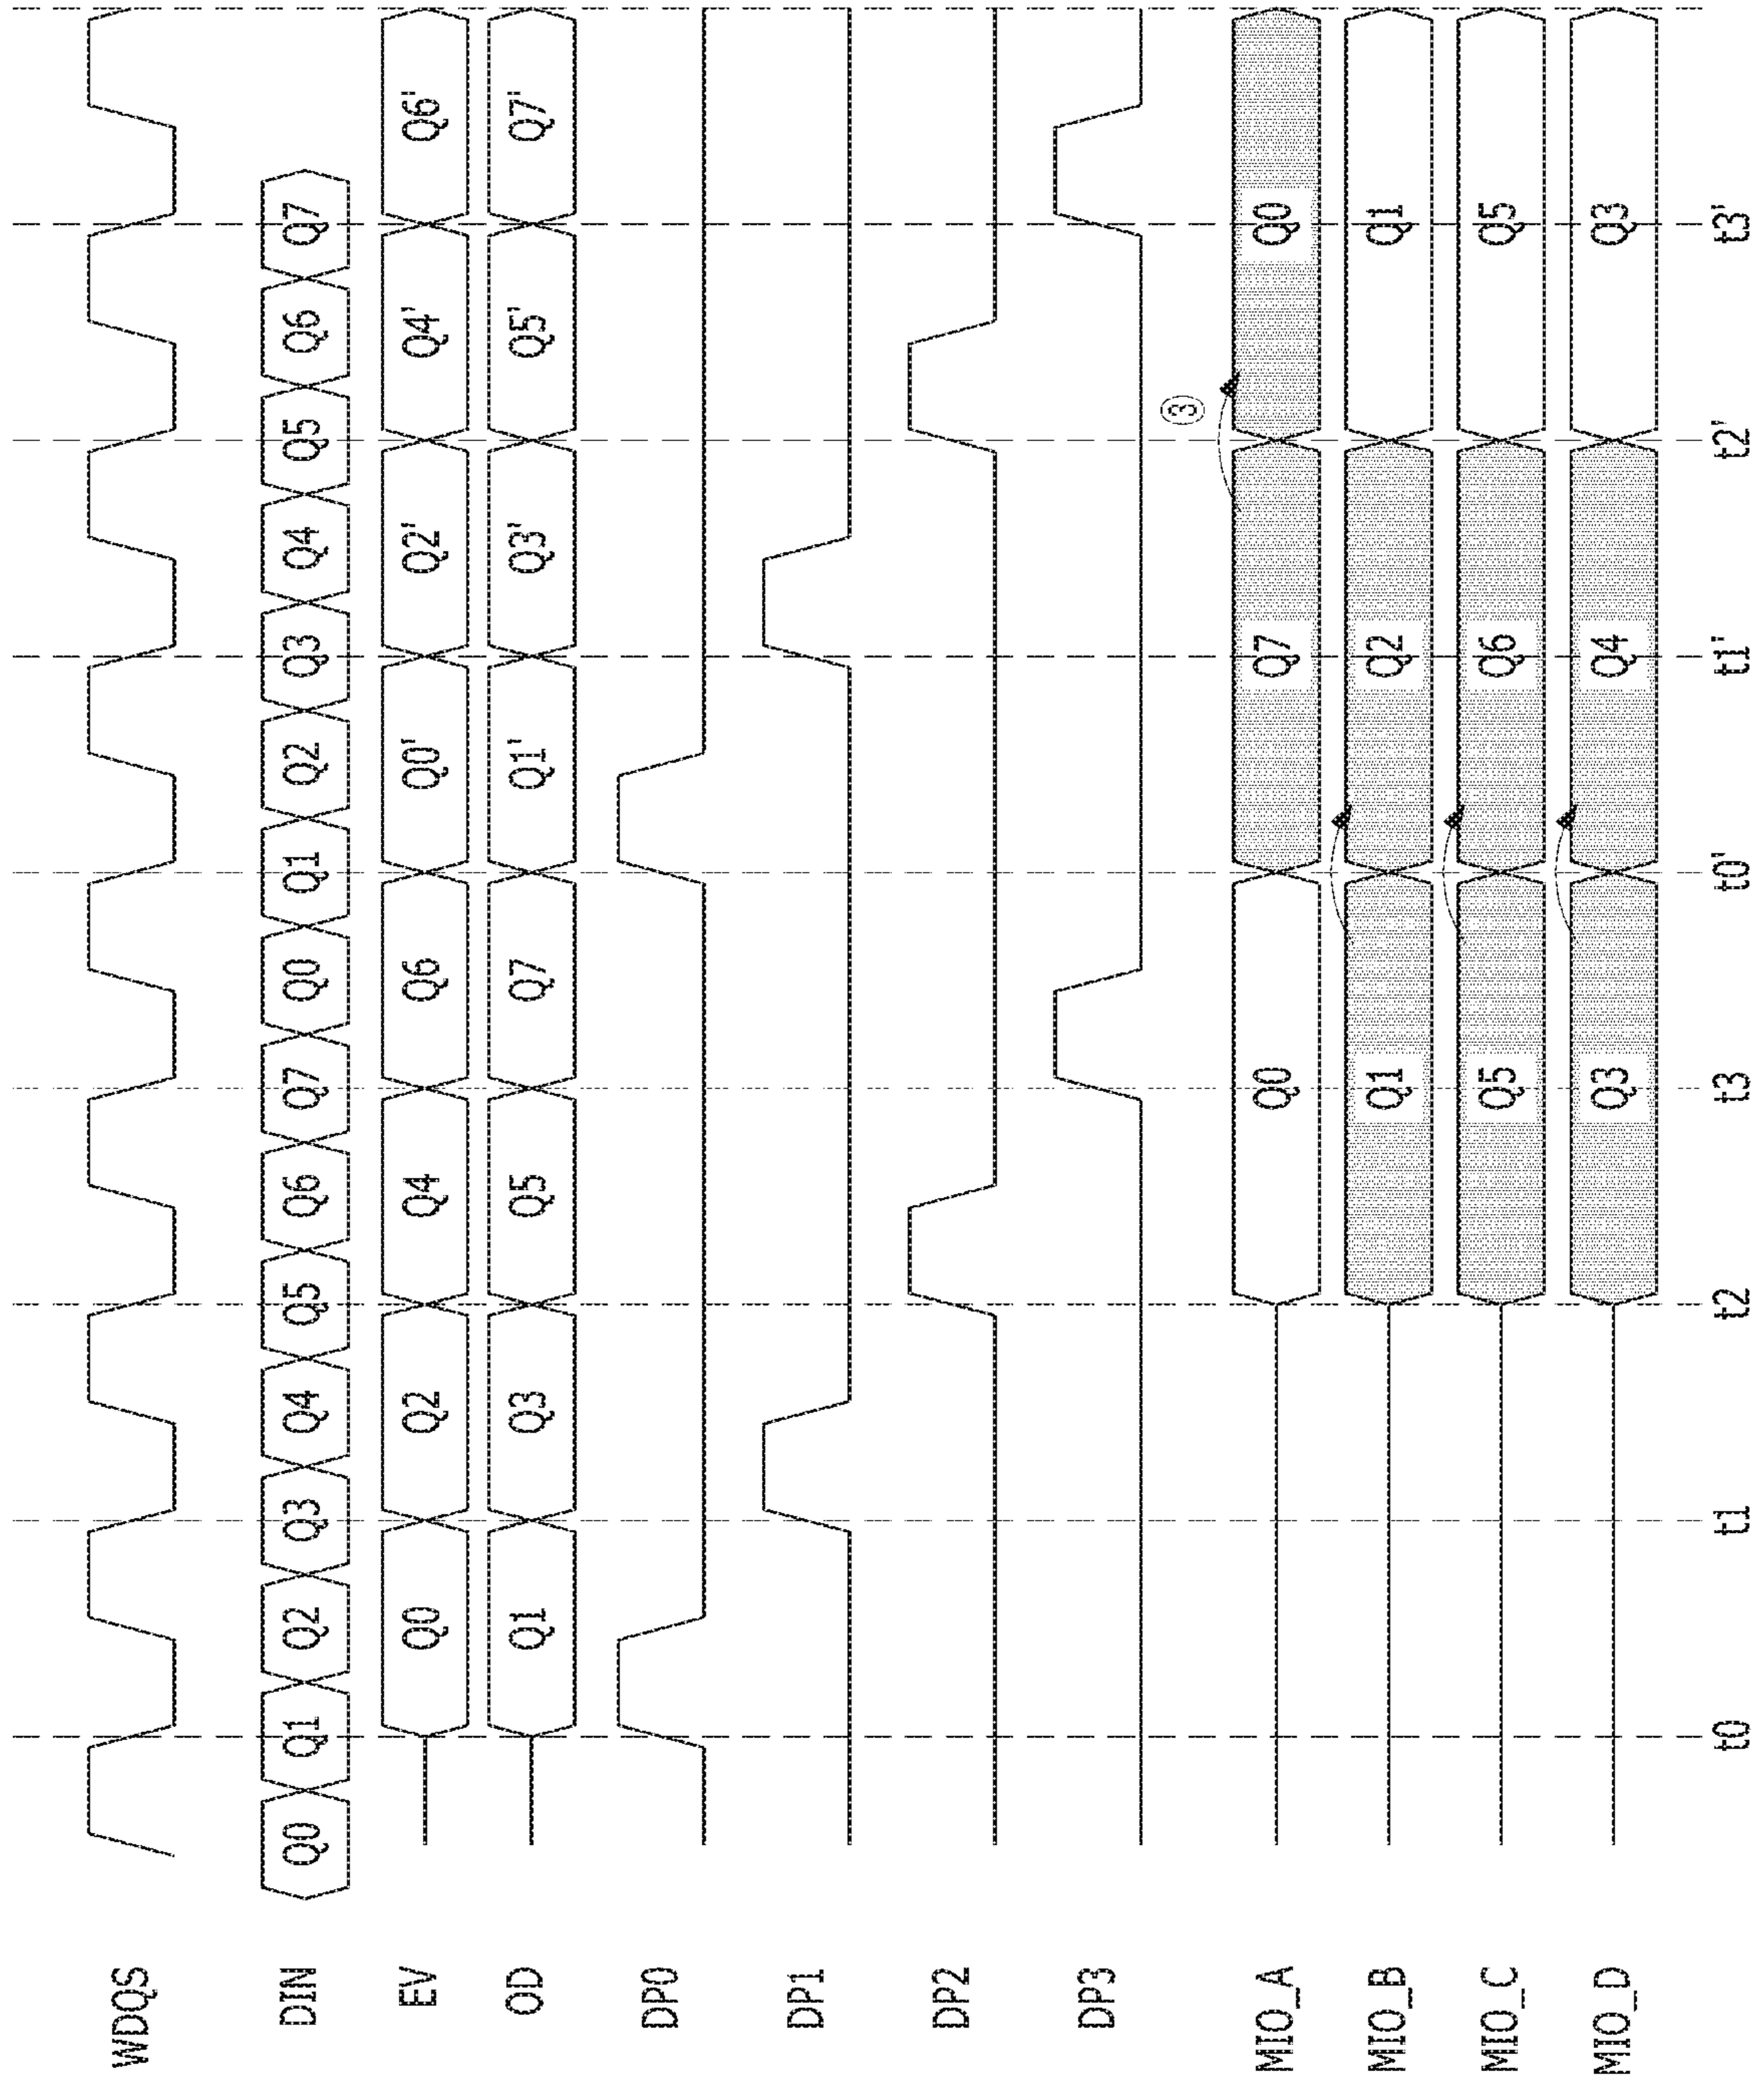 WDQS
DIN Q0 Q1 Q2 Q3 Q4 Q5 Q6 Q7 Q0 Q1 Q2 Q3 Q4 Q5 Q6 Q7
EV Q0 Q2 Q4 Q6 Q0' Q2' Q4' Q6'
OD Q1 Q3 Q5 Q7 Q1' Q3' Q5' Q7'
DP0
DP1
DP2
DP3
③
MIO_A Q0 Q7 Q0
MIO_B Q1 Q2 Q1
MIO_C Q5 Q6 Q5
MIO_D Q3 Q4 Q3
t0 t1 t2 t3 t0' t1' t2' t3'